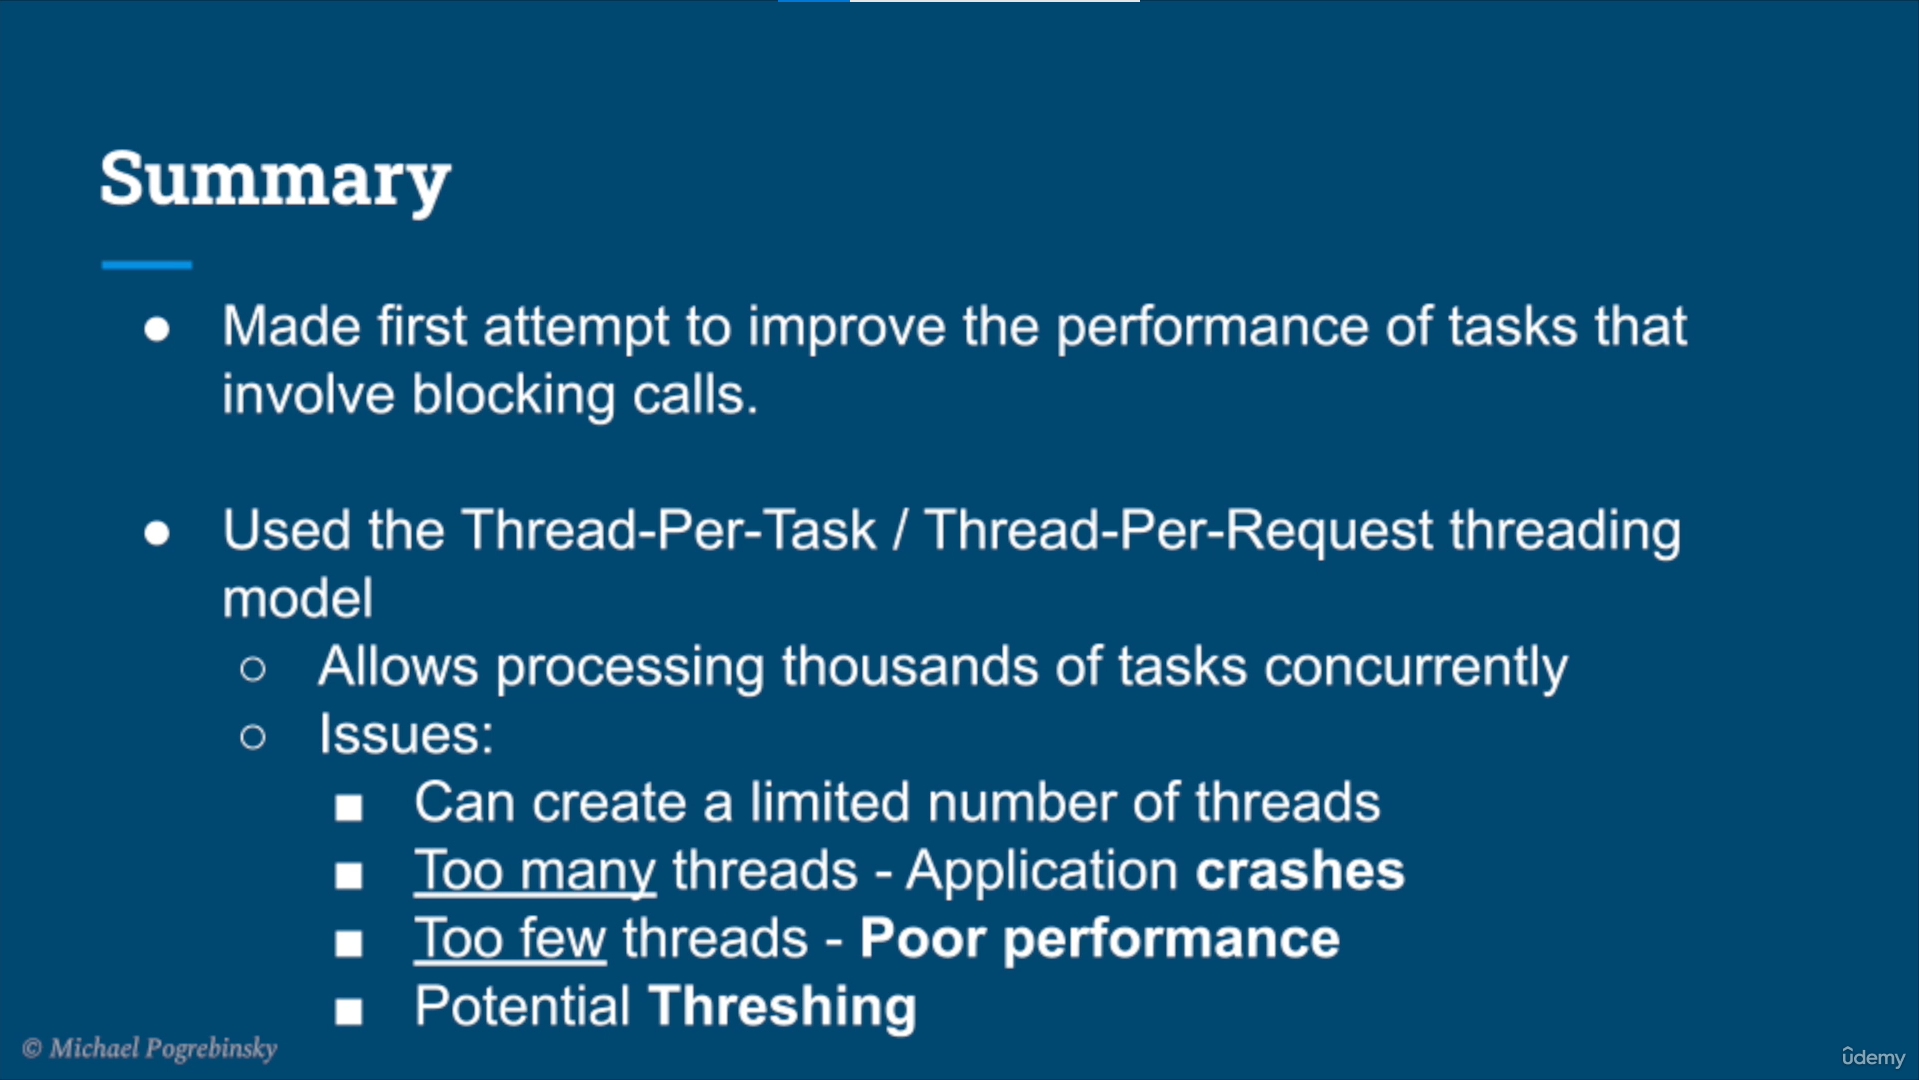 Summary
● Made first attempt to improve the performance of tasks that
involve blocking calls.
● Used the Thread-Per-Task / Thread-Per-Request threading
model
○ Allows processing thousands of tasks concurrently
○ Issues:
■ Can create a limited number of threads
■ Too many threads - Application crashes
■ Too few threads - Poor performance
■ Potential Threshing
© Michael Pogrebinsky
ûdemy